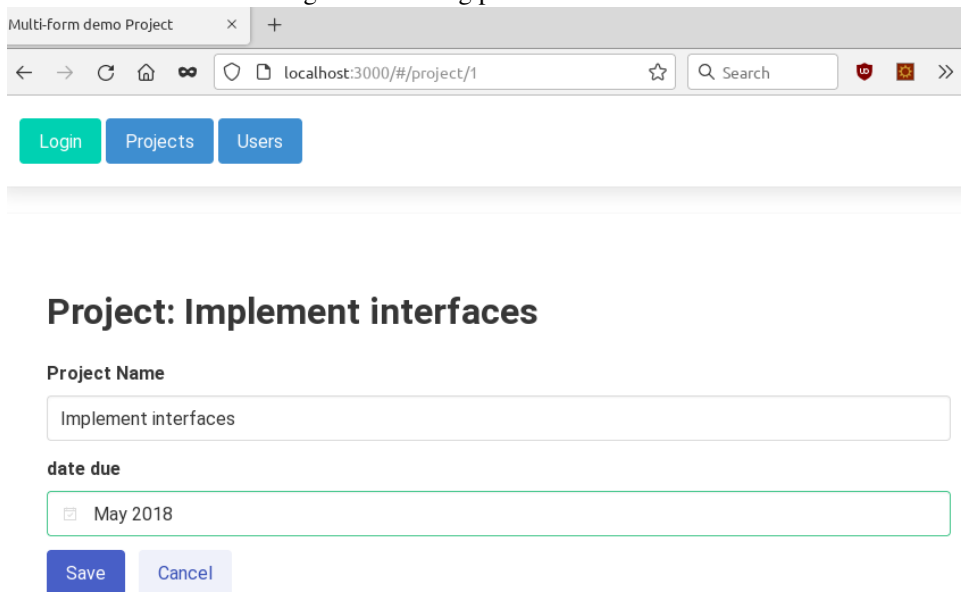 Multi-form demo Project
localhost:3000/#/project/1
Search
Login Projects Users
Project: Implement interfaces
Project Name
Implement interfaces
date due
May 2018
Save Cancel